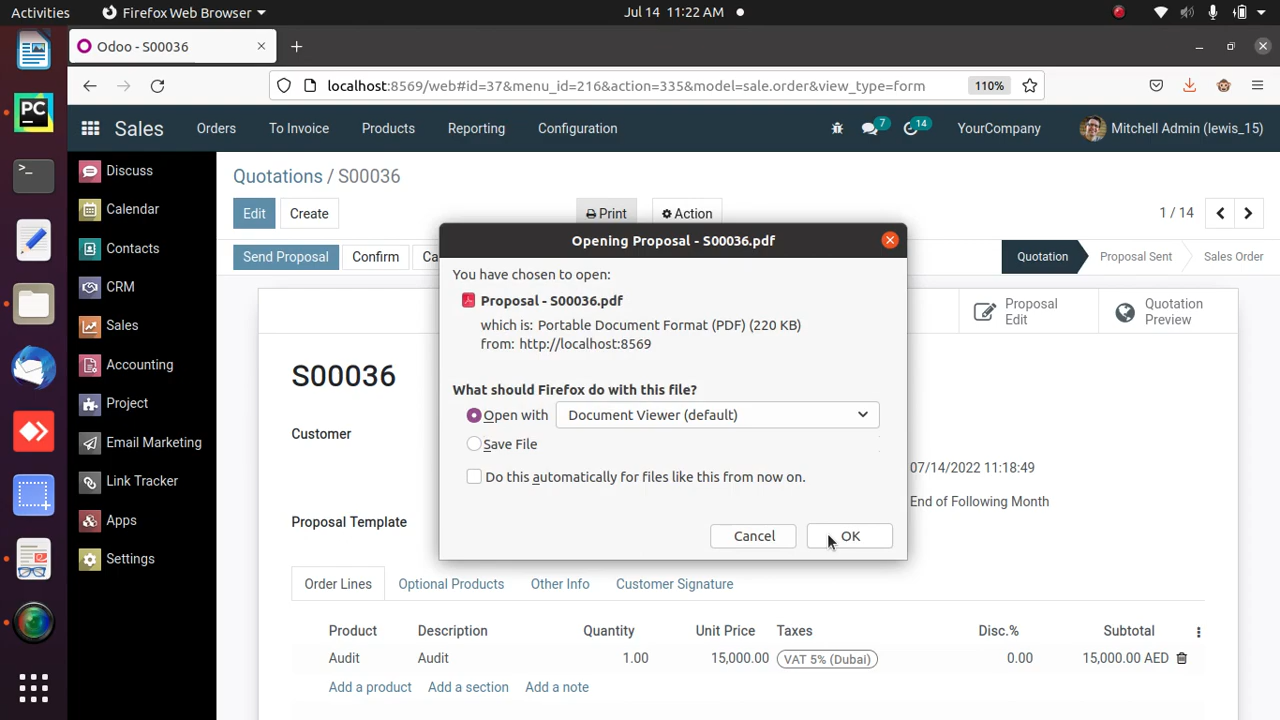 Activities
Firefox Web Browser
Jul 14 11:22 AM
Odoo - S00036
localhost:8569/web#id=37&menu_id=216&action=335&model=sale.order&view_type=form
110%
Sales
Orders
To Invoice
Products
Reporting
Configuration
7
14
YourCompany
Mitchell Admin (lewis_15)
PC
Discuss
Calendar
Contacts
CRM
Sales
Accounting
Project
Email Marketing
Link Tracker
Apps
Settings
Quotations / S00036
Edit
Create
Print
Action
1 / 14
Send Proposal
Confirm
Ca
Quotation
Proposal Sent
Sales Order
Proposal
Edit
Quotation
Preview
S00036
Customer
Proposal Template
07/14/2022 11:18:49
End of Following Month
Opening Proposal - S00036.pdf
You have chosen to open:
Proposal - S00036.pdf
which is: Portable Document Format (PDF) (220 KB)
from: http://localhost:8569
What should Firefox do with this file?
Open with
Document Viewer (default)
Save File
Do this automatically for files like this from now on.
Cancel
OK
Order Lines
Optional Products
Other Info
Customer Signature
Product Description Quantity Unit Price Taxes Disc.% Subtotal
Audit Audit 1.00 15,000.00 VAT 5% (Dubai) 0.00 15,000.00 AED
Add a product Add a section Add a note